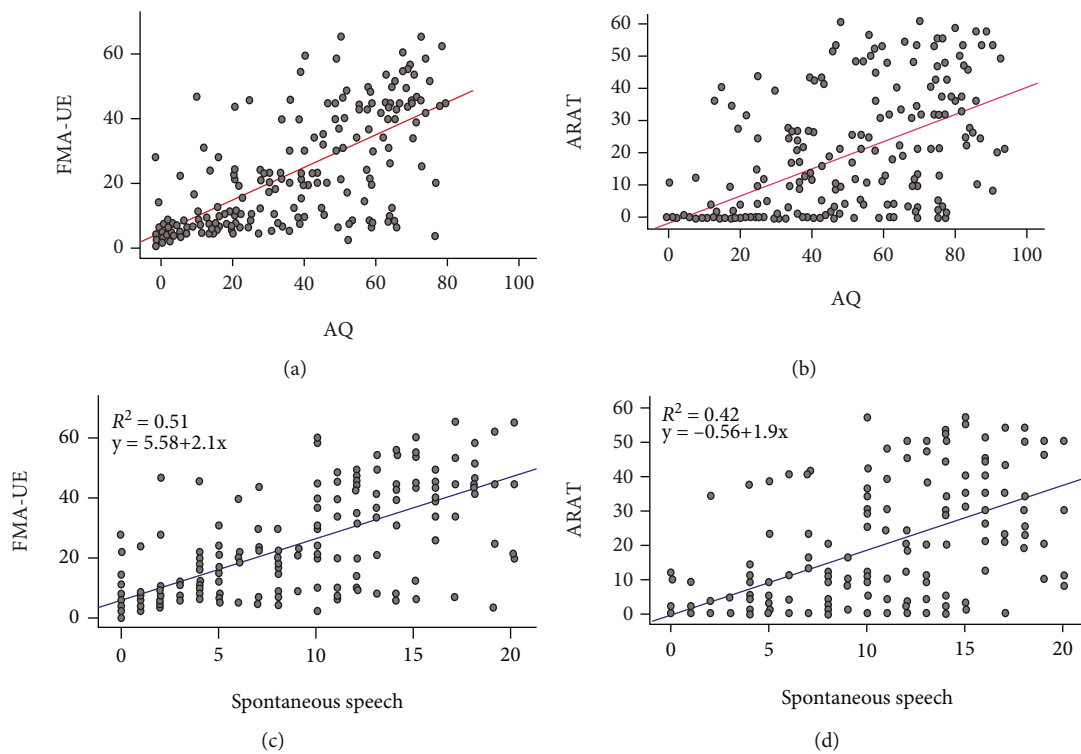 60
40
20
0
FMA-UE
0 20 40 60 80 100
AQ
(a)
60
50
40
30
20
10
0
ARAT
0 20 40 60 80 100
AQ
(b)
R² = 0.51
y = 5.58+2.1x
60
40
20
0
FMA-UE
0 5 10 15 20
Spontaneous speech
(c)
R² = 0.42
y = –0.56+1.9x
60
50
40
30
20
10
0
ARAT
0 5 10 15 20
Spontaneous speech
(d)